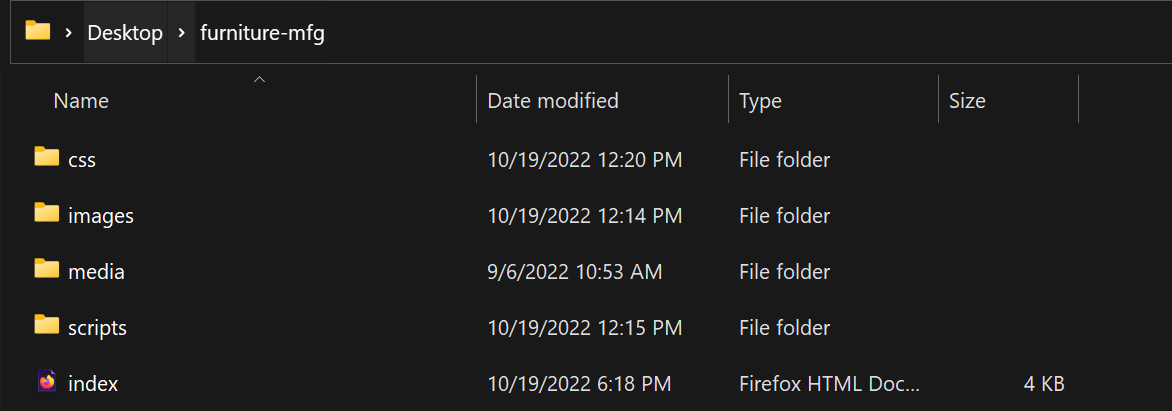 Desktop > furniture-mfg
Name Date modified Type Size
css 10/19/2022 12:20 PM File folder
images 10/19/2022 12:14 PM File folder
media 9/6/2022 10:53 AM File folder
scripts 10/19/2022 12:15 PM File folder
index 10/19/2022 6:18 PM Firefox HTML Doc... 4 KB